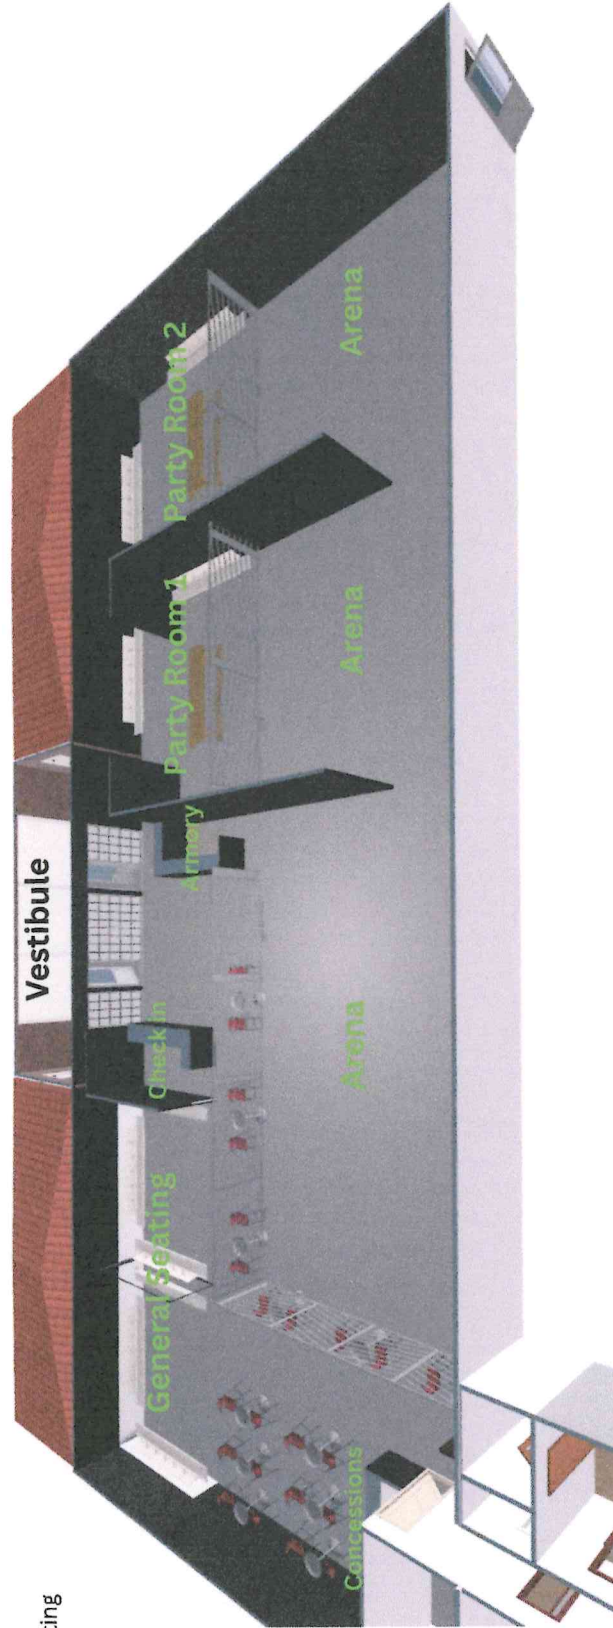 Vestibule
General Seating
Check in
Armory
Party Room 1
Party Room 2
Concessions
Arena
Arena
Arena